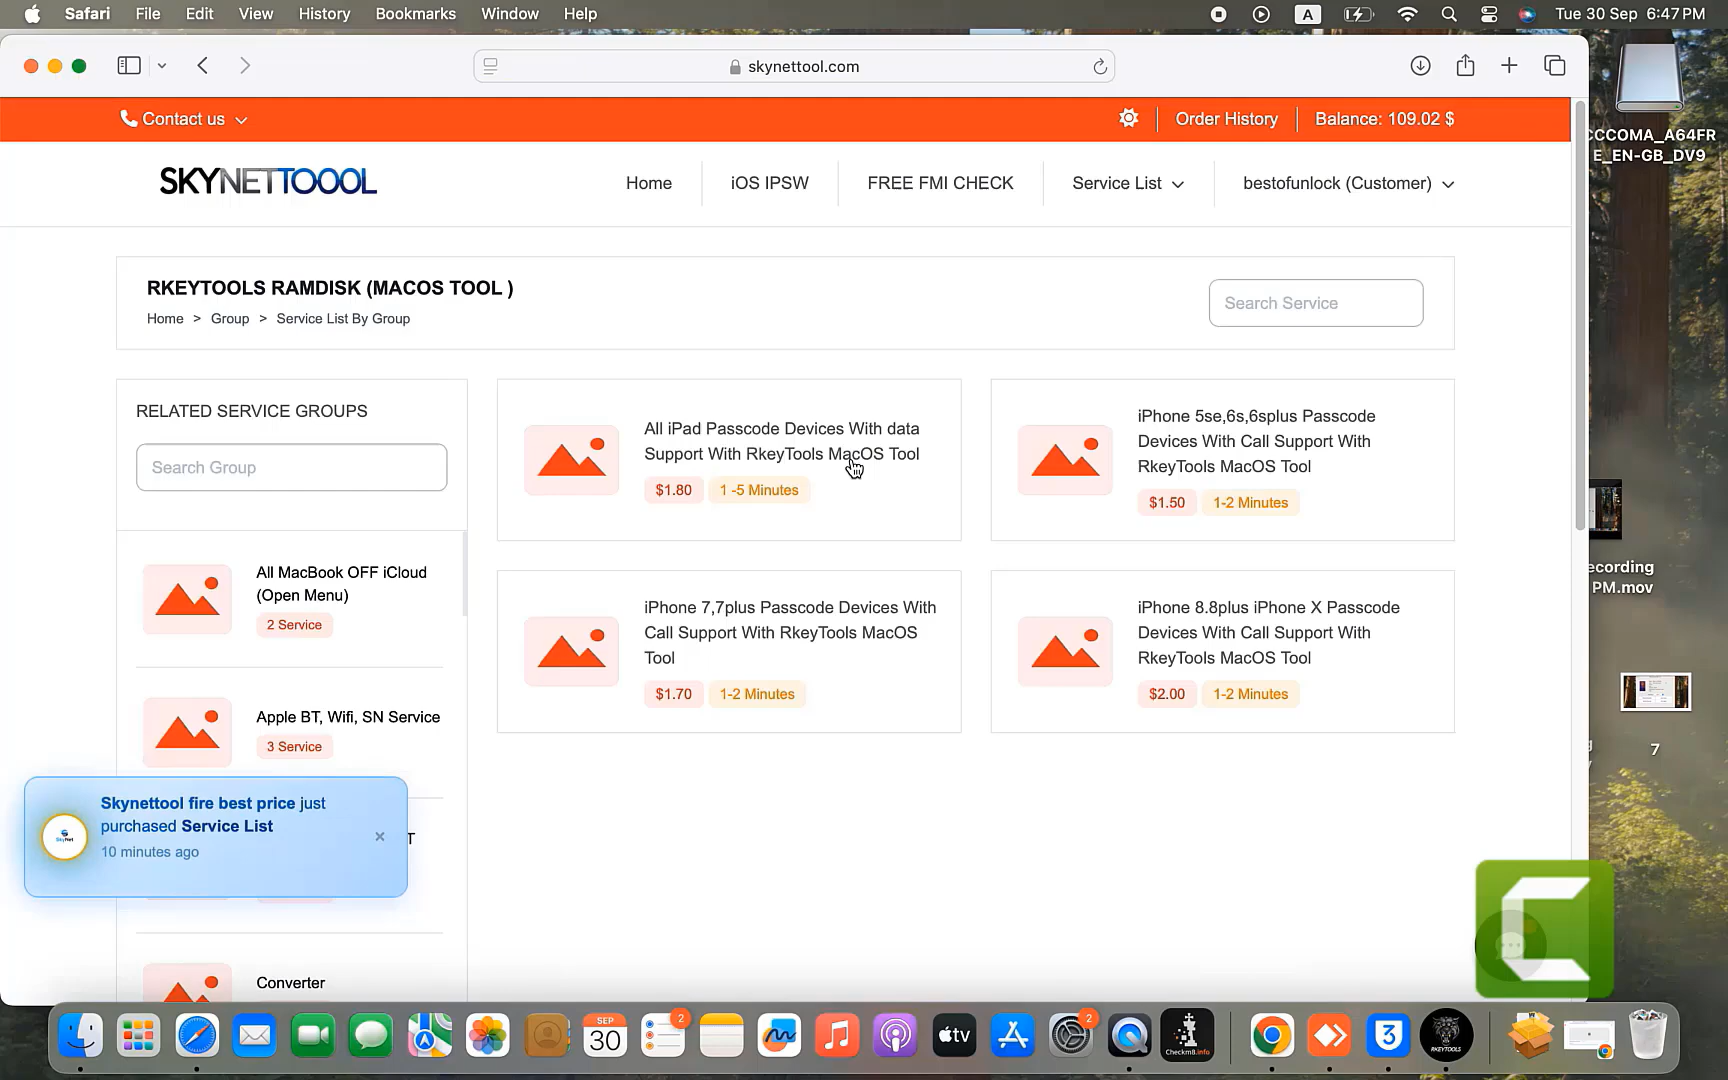 Safari File Edit View History Bookmarks Window Help A Tue 30 Sep 6:47 PM
skynettool.com
Contact us Order History Balance: 109.02 $
SKYNETTOOOL Home iOS IPSW FREE FMI CHECK Service List bestofunlock (Customer)
RKEYTOOLS RAMDISK (MACOS TOOL )
Home > Group > Service List By Group
Search Service
RELATED SERVICE GROUPS
Search Group
All MacBook OFF iCloud
(Open Menu)
2 Service
Apple BT, Wifi, SN Service
3 Service
T
Converter
All iPad Passcode Devices With data
Support With RkeyTools MacOS Tool
$1.80 1 -5 Minutes
iPhone 5se,6s,6splus Passcode
Devices With Call Support With
RkeyTools MacOS Tool
$1.50 1-2 Minutes
iPhone 7,7plus Passcode Devices With
Call Support With RkeyTools MacOS
Tool
$1.70 1-2 Minutes
iPhone 8.8plus iPhone X Passcode
Devices With Call Support With
RkeyTools MacOS Tool
$2.00 1-2 Minutes
Skynettool fire best price just
purchased Service List
10 minutes ago
×
CCCOMA_A64FR
E_EN-GB_DV9
ecording
PM.mov
7
SEP
30
2
tv
2
Checkm8.info
3
RKEYTOOLS